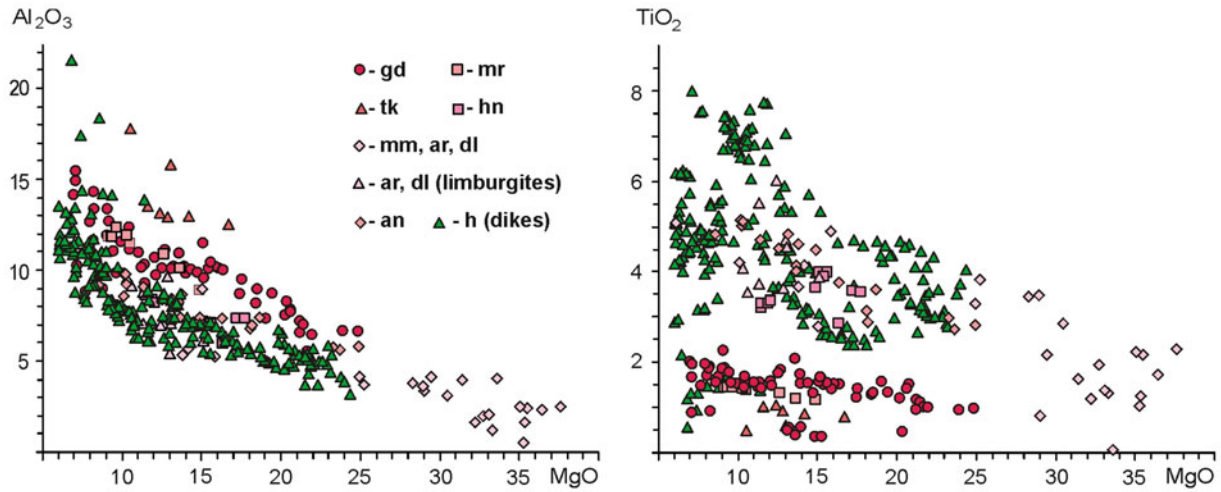 Al₂O₃
20
15
10
5
10 15 20 25 30 35 MgO
- gd - mr
- tk - hn
- mm, ar, dl
- ar, dl (limburgites)
- an - h (dikes)
TiO₂
8
6
4
2
10 15 20 25 30 35 MgO